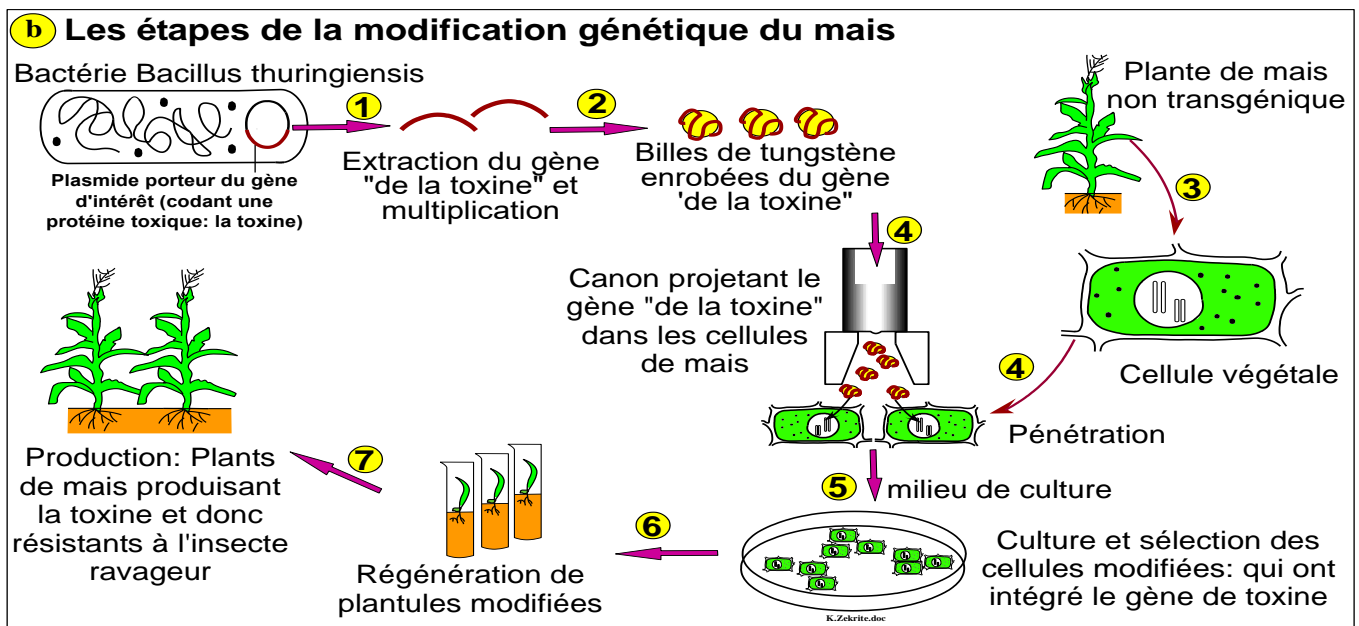 b Les étapes de la modification génétique du mais
Bactérie Bacillus thuringiensis
Plasmide porteur du gène
d'intérêt (codant une
protéine toxique: la toxine)
1
Extraction du gène
"de la toxine" et
multiplication
2
Billes de tungstène
enrobées du gène
'de la toxine"
Plante de mais
non transgénique
3
Cellule végétale
4
Canon projetant le
gène "de la toxine"
dans les cellules
de mais
4
Pénétration
5
milieu de culture
Culture et sélection des
cellules modifiées: qui ont
intégré le gène de toxine
6
Régénération de
plantules modifiées
7
Production: Plants
de mais produisant
la toxine et donc
résistants à l'insecte
ravageur
K.Zekrite.doc